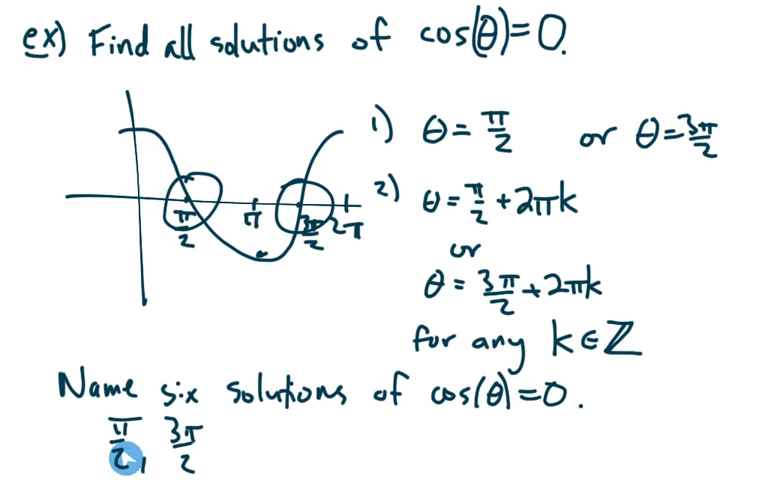 ex) Find all solutions of cos(θ)=0.
1) θ = π/2 or θ = 3π/2
2) θ = π/2 + 2πk
or
θ = 3π/2 + 2πk
for any k ∈ ℤ
π/2 π 3π/2 2π
Name six solutions of cos(θ)=0.
π/2, 3π/2